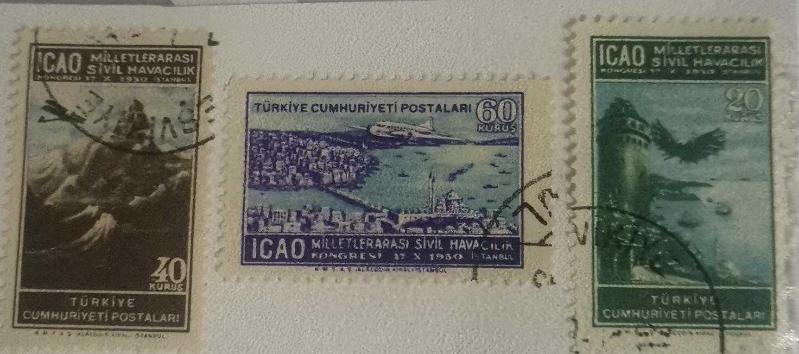 ICAO MİLLETLERARASI
SİVİL HAVACILIK
KONGRESİ 17 X 1950 İSTANBUL
40
KURUŞ
TÜRKİYE
CUMHURİYETİ POSTALARI
TÜRKİYE CUMHURİYETİ POSTALARI
60
KURUŞ
ICAO MİLLETLERARASI SİVİL HAVACILIK
KONGRESİ 17 X 1950 İSTANBUL
ICAO MİLLETLERARASI
SİVİL HAVACILIK
KONGRESİ 17 X 1950 İSTANBUL
20
KURUŞ
TÜRKİYE
CUMHURİYETİ POSTALARI